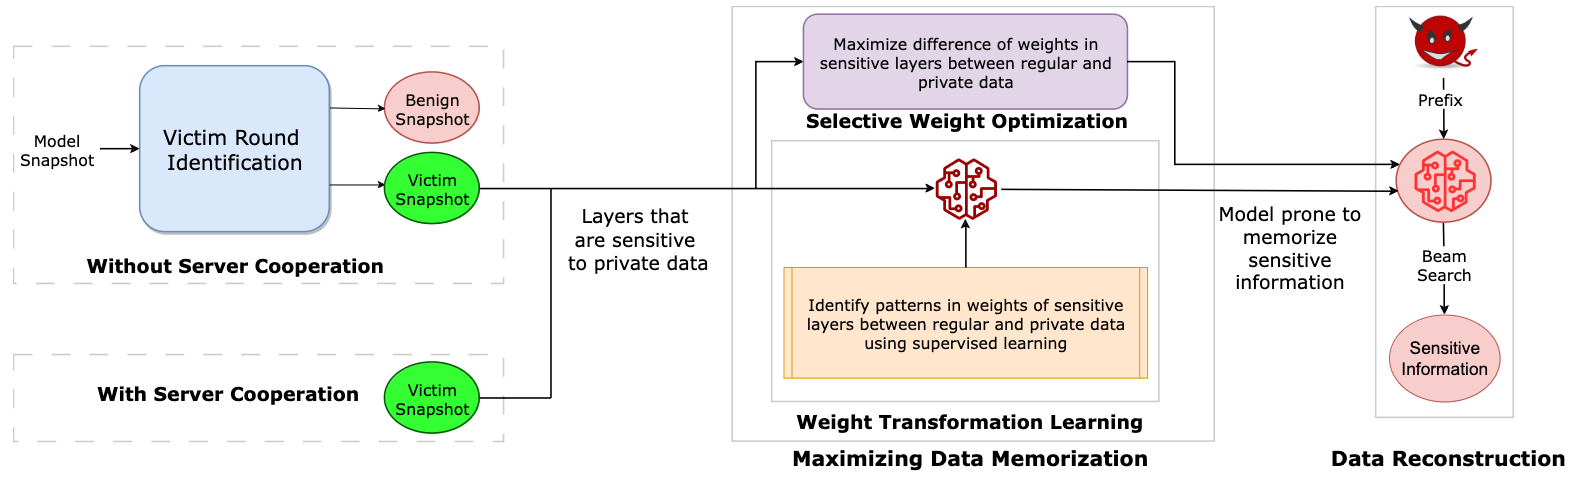 Model
Snapshot
Victim Round
Identification
Benign
Snapshot
Victim
Snapshot
Without Server Cooperation
With Server Cooperation
Victim
Snapshot
Layers that
are sensitive
to private data
Maximize difference of weights in
sensitive layers between regular and
private data
Selective Weight Optimization
Identify patterns in weights of sensitive
layers between regular and private data
using supervised learning
Weight Transformation Learning
Maximizing Data Memorization
Model prone to
memorize
sensitive
information
Prefix
Beam
Search
Sensitive
Information
Data Reconstruction